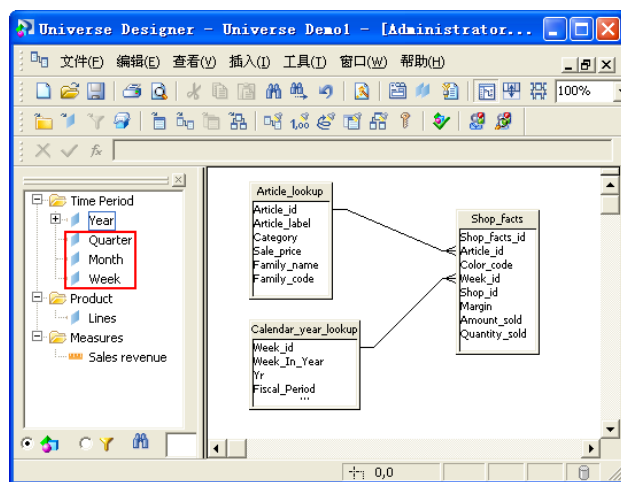 Universe Designer - Universe Demo1 - [Administrator...
文件(F) 编辑(E) 查看(V) 插入(I) 工具(T) 窗口(W) 帮助(H)
100%
Time Period
Year
Quarter
Month
Week
Product
Lines
Measures
Sales revenue
Article_lookup
Article_id
Article_label
Category
Sale_price
Family_name
Family_code
Calendar_year_lookup
Week_id
Week_In_Year
Yr
Fiscal_Period
...
Shop_facts
Shop_facts_id
Article_id
Color_code
Week_id
Shop_id
Margin
Amount_sold
Quantity_sold
0,0